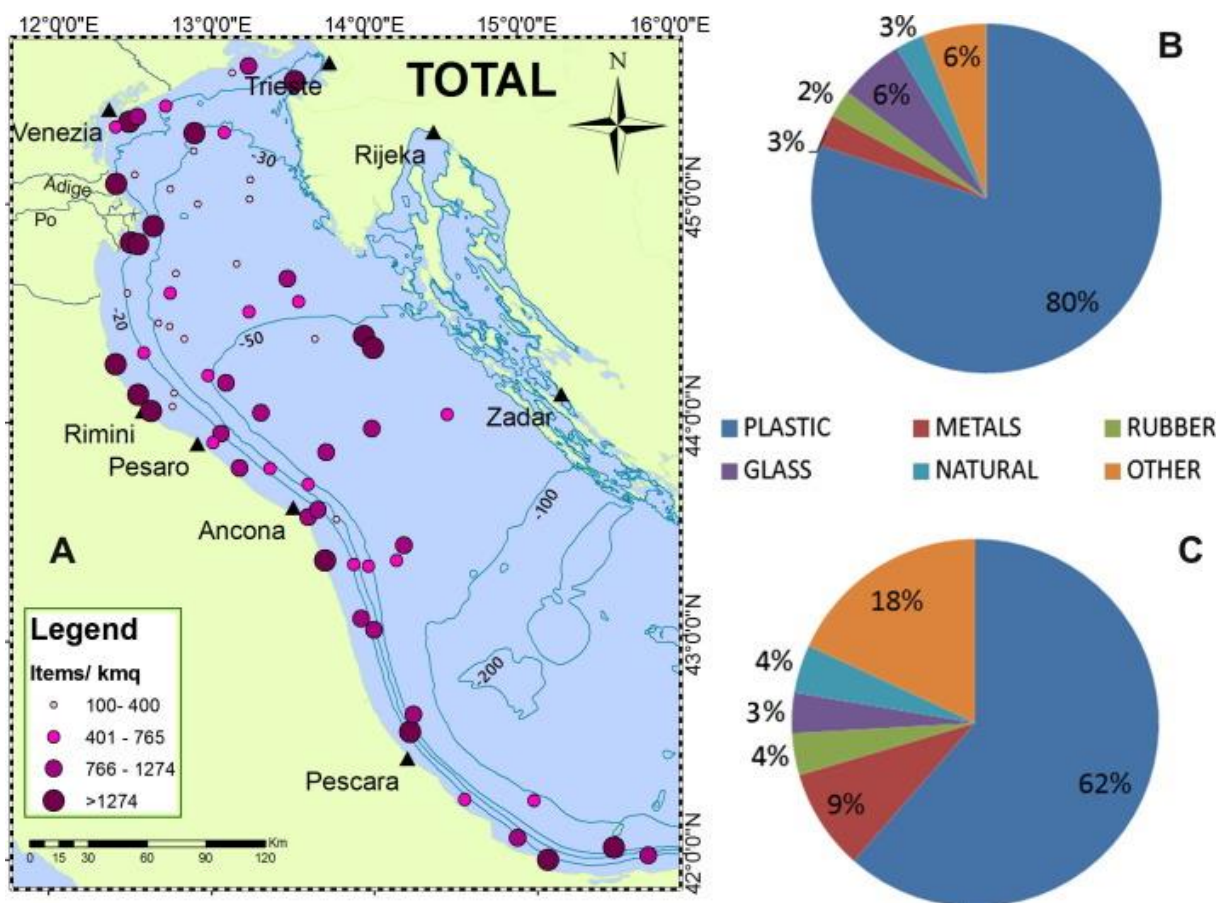 12°0'0"E 13°0'0"E 14°0'0"E 15°0'0"E 16°0'0"E
TOTAL
N
Trieste
Venezia
Rijeka
-30
Adige
Po
-20
-50
Zadar
Rimini
Pesaro
-100
Ancona
A
-200
Pescara
45°0'0"N
44°0'0"N
43°0'0"N
42°0'0"N
Legend
Items/ kmq
100- 400
401 - 765
766 - 1274
>1274
Km
0 15 30 60 90 120
B
3%
6%
6%
2%
3%
80%
PLASTIC METALS RUBBER
GLASS NATURAL OTHER
C
18%
4%
3%
4%
9%
62%